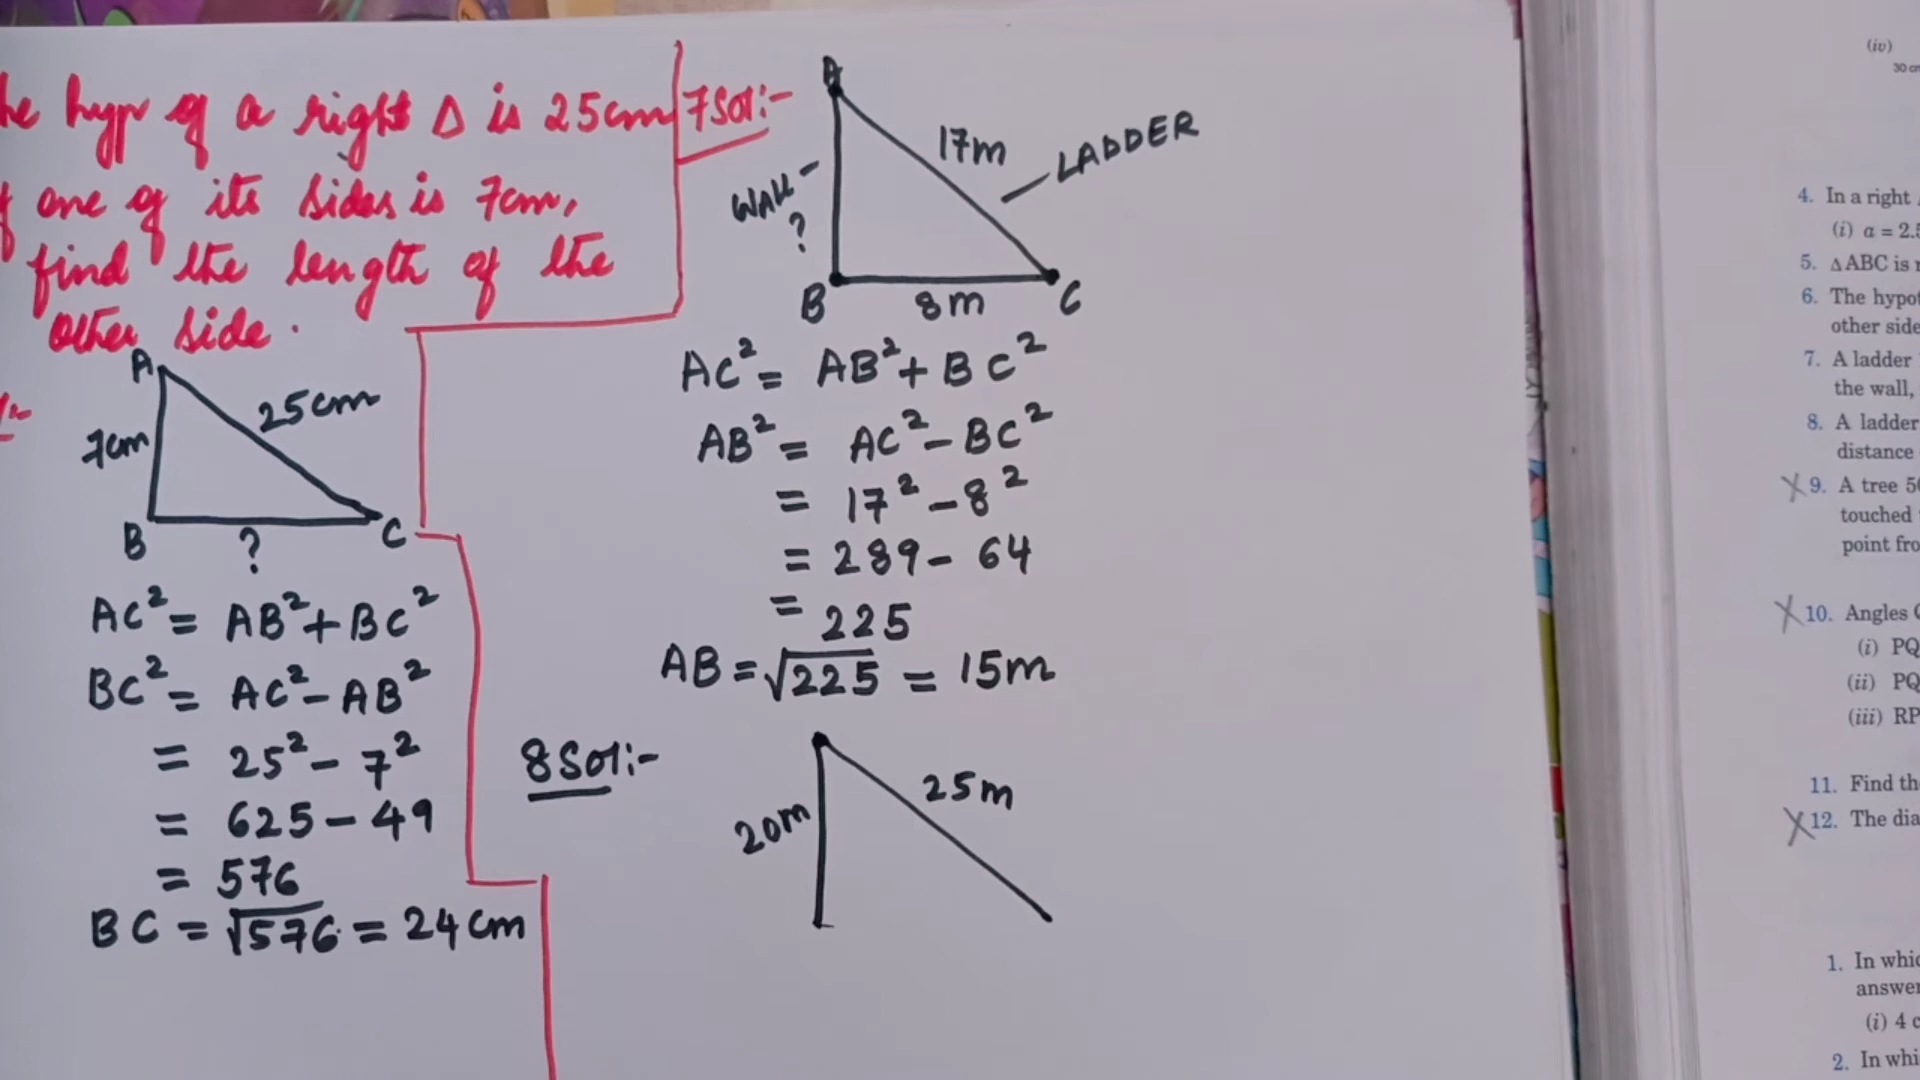 he hyp of a right Δ is 25cm
f one of its sides is 7cm,
find the length of the
other side.
A
25cm
7cm
B
?
C
AC² = AB² + BC²
BC² = AC² - AB²
= 25² - 7²
= 625 - 49
= 576
BC = √576 = 24cm
7 Sol:-
A
17m
LADDER
WALL
?
B
8m
C
AC² = AB² + BC²
AB² = AC² - BC²
= 17² - 8²
= 289 - 64
= 225
AB = √225 = 15m
8 Sol:-
20m
25m
(iv)
30 cm
4. In a right
(i) a = 2.5
5. ΔABC is r
6. The hypot
other side
7. A ladder
the wall,
8. A ladder
distance
9. A tree 50
touched
point fro
10. Angles
(i) PQ
(ii) PQ
(iii) RP
11. Find th
12. The dia
1. In whic
answer
(i) 4 c
2. In whi